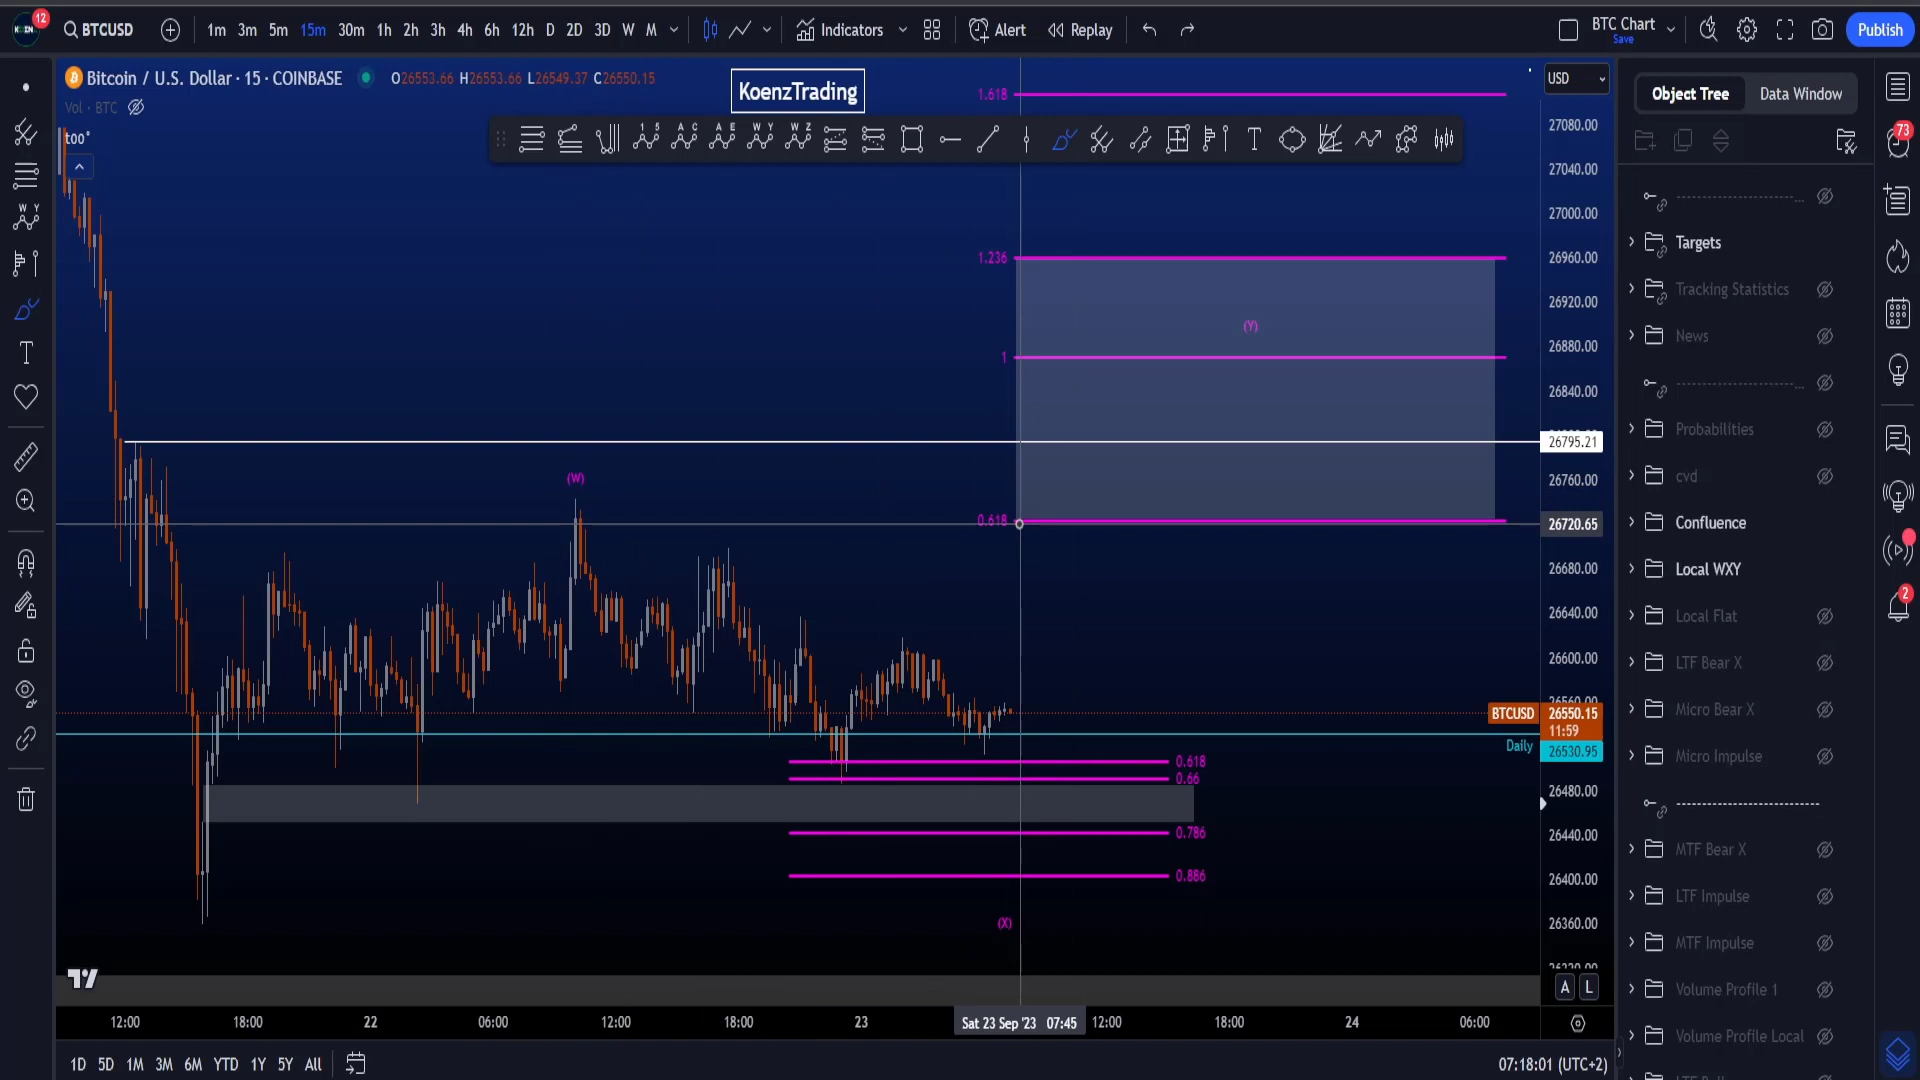 12
BTCUSD
1m 3m 5m 15m 30m 1h 2h 3h 4h 6h 12h D 2D 3D W M
Indicators
Alert
Replay
BTC Chart
Save
Publish
Bitcoin / U.S. Dollar · 15 · COINBASE
O26553.66 H26553.66 L26549.37 C26550.15
Vol · BTC
too°
KoenzTrading
1.618
1.236
(Y)
1
(W)
0.618
0.618
0.66
0.786
0.886
(X)
USD
27080.00
27040.00
27000.00
26960.00
26920.00
26880.00
26840.00
26795.21
26760.00
26720.65
26680.00
26640.00
26600.00
26560.00
BTCUSD 26550.15
11:59
Daily 26530.95
26480.00
26440.00
26400.00
26360.00
A L
12:00 18:00 22 06:00 12:00 18:00 23 Sat 23 Sep '23 07:45 12:00 18:00 24 06:00
1D 5D 1M 3M 6M YTD 1Y 5Y All
07:18:01 (UTC+2)
Object Tree
Data Window
Targets
Tracking Statistics
News
Probabilities
cvd
Confluence
Local WXY
Local Flat
LTF Bear X
Micro Bear X
Micro Impulse
MTF Bear X
LTF Impulse
MTF Impulse
Volume Profile 1
Volume Profile Local
73
2